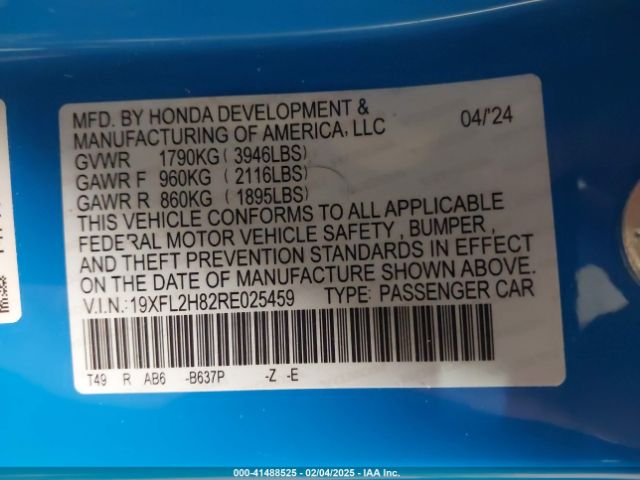 MFD. BY HONDA DEVELOPMENT &
MANUFACTURING OF AMERICA, LLC 04/'24
GVWR 1790KG ( 3946LBS)
GAWR F 960KG ( 2116LBS)
GAWR R 860KG ( 1895LBS)
THIS VEHICLE CONFORMS TO ALL APPLICABLE
FEDERAL MOTOR VEHICLE SAFETY, BUMPER,
AND THEFT PREVENTION STANDARDS IN EFFECT
ON THE DATE OF MANUFACTURE SHOWN ABOVE.
V.I.N.: 19XFL2H82RE025459 TYPE: PASSENGER CAR
T49 R AB6 -B637P -Z -E
000-41488525 - 02/04/2025 - IAA Inc.